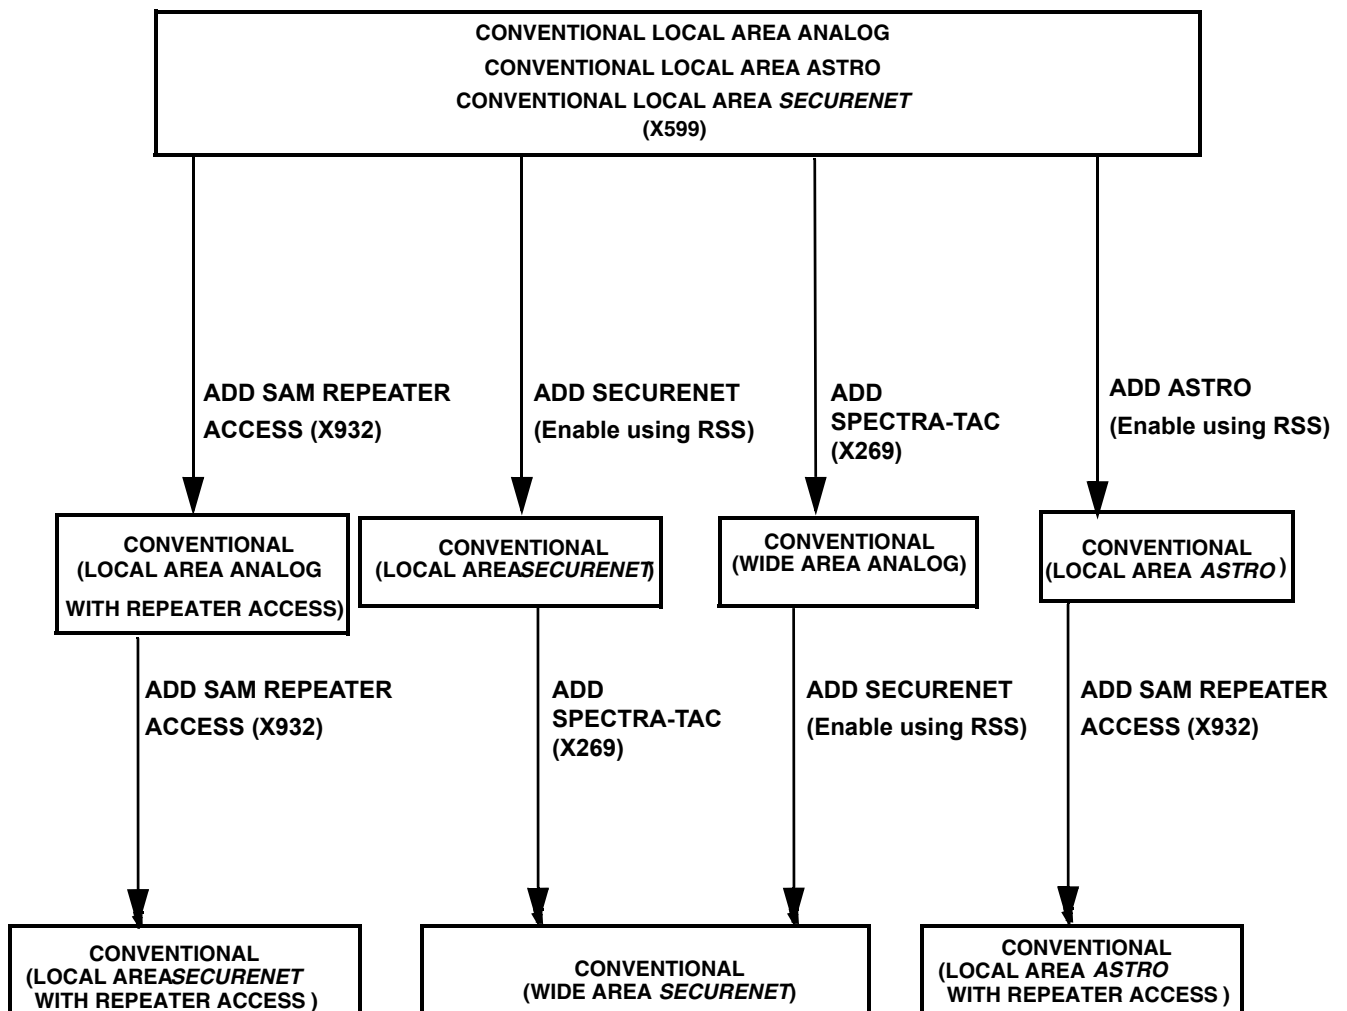 CONVENTIONAL LOCAL AREA ANALOG
CONVENTIONAL LOCAL AREA ASTRO
CONVENTIONAL LOCAL AREA SECURENET
(X599)
ADD SAM REPEATER
ACCESS (X932)
ADD SECURENET
(Enable using RSS)
ADD
SPECTRA-TAC
(X269)
ADD ASTRO
(Enable using RSS)
CONVENTIONAL
(LOCAL AREA ANALOG
WITH REPEATER ACCESS)
CONVENTIONAL
(LOCAL AREASECURENET)
CONVENTIONAL
(WIDE AREA ANALOG)
CONVENTIONAL
(LOCAL AREA ASTRO)
ADD SAM REPEATER
ACCESS (X932)
ADD
SPECTRA-TAC
(X269)
ADD SECURENET
(Enable using RSS)
ADD SAM REPEATER
ACCESS (X932)
CONVENTIONAL
(LOCAL AREASECURENET
WITH REPEATER ACCESS)
CONVENTIONAL
(WIDE AREA SECURENET)
CONVENTIONAL
(LOCAL AREA ASTRO
WITH REPEATER ACCESS)